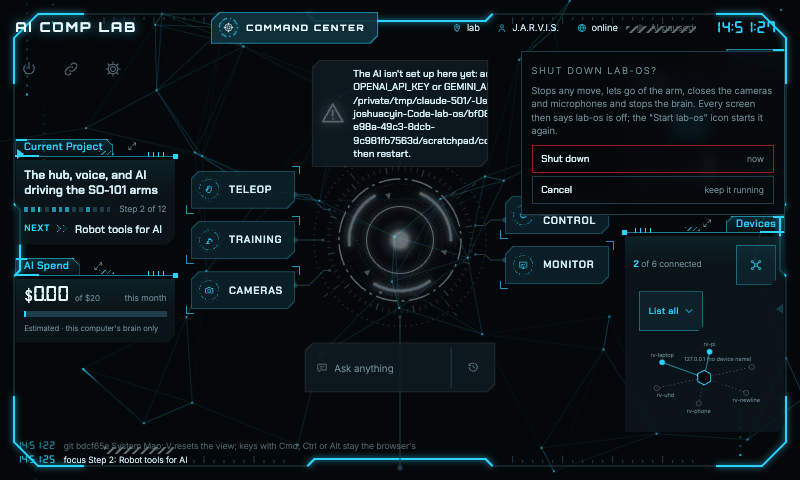 AI COMP LAB
COMMAND CENTER
lab
J.A.R.V.I.S.
online
14:51:27
The AI isn't set up here yet:
OPENAI_API_KEY or GEMINI_A
/private/tmp/claude-501/-Us
joshuacyin-Code-lab-os/bf08
e98a-49c3-8dcb-
9c981fb7563d/scratchpad/co
then restart.
SHUT DOWN LAB-OS?
Stops any move, lets go of the arm, closes the cameras
and microphones and stops the brain. Every screen
then says lab-os is off; the "Start lab-os" icon starts it
again.
Shut down
now
Cancel
keep it running
Current Project
The hub, voice, and AI
driving the SO-101 arms
Step 2 of 12
NEXT
Robot tools for AI
AI Spend
$0.00 of $20
this month
Estimated · this computer's brain only
TELEOP
TRAINING
CAMERAS
CONTROL
MONITOR
Devices
2 of 6 connected
List all
rv-pi
rv-laptop
127.0.0.1 (no device name)
rv-uhd
rv-newline
rv-phone
Ask anything
14:51:22 git bdcf65e System Map: V resets the view; keys with Cmd, Ctrl or Alt stay the browser's
14:51:25 focus Step 2: Robot tools for AI